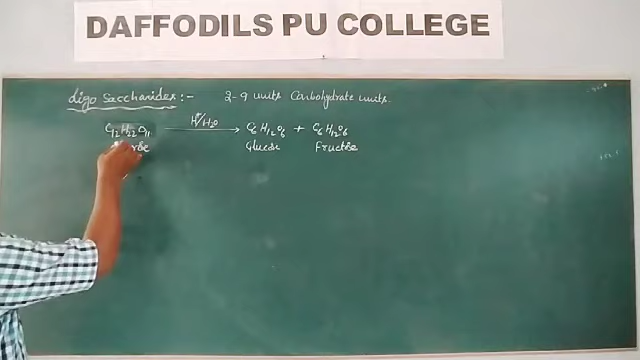 DAFFODILS PU COLLEGE
Oligo Saccharides :- 2-9 units Carbohydrate units.
C12H22O11 H+/H2O → C6H12O6 + C6H12O6
Glucose Fructose